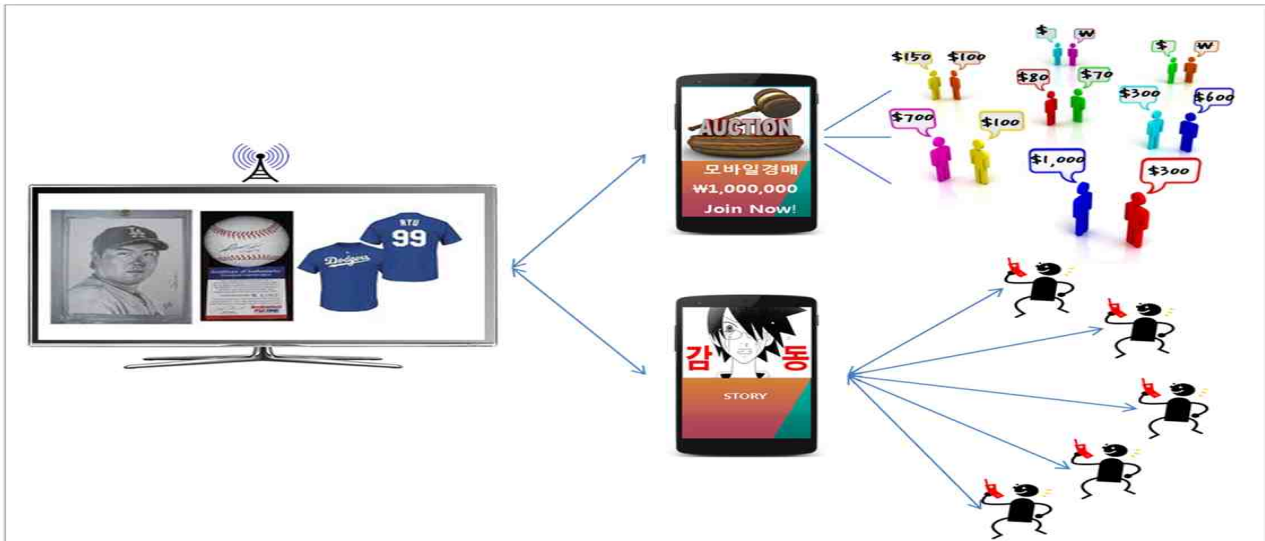 RYU
99
Dodgers
LA
AUCTION
모바일경매
₩1,000,000
Join Now!
감 동
STORY
$ ₩
$ ₩
$150 $100
$80 $70
$300 $600
$700 $100
$1,000 $300